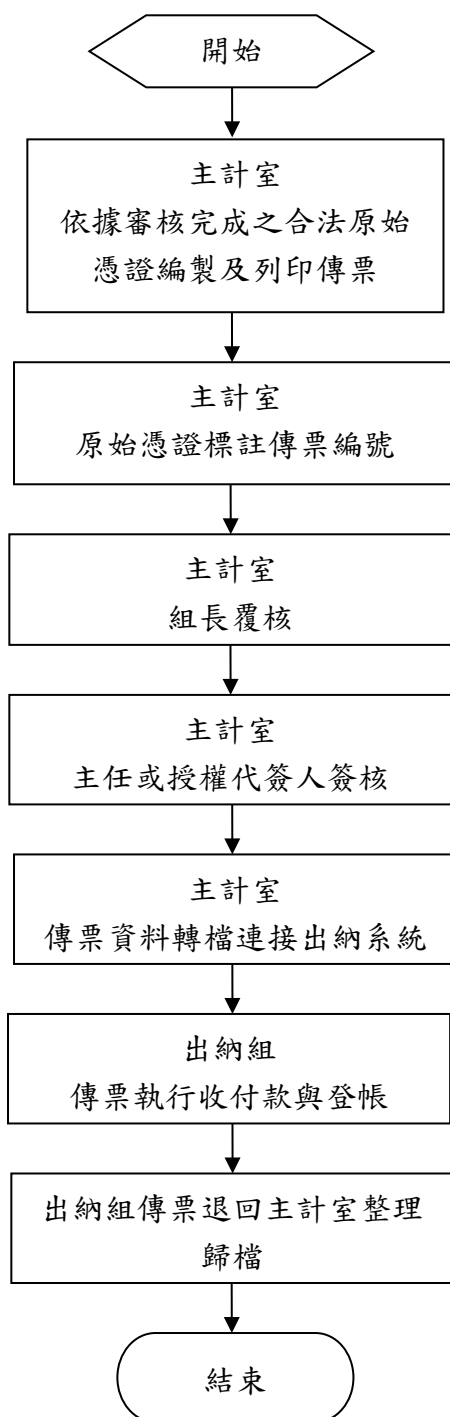 開始
主計室
依據審核完成之合法原始
憑證編製及列印傳票
主計室
原始憑證標註傳票編號
主計室
組長覆核
主計室
主任或授權代簽人簽核
主計室
傳票資料轉檔連接出納系統
出納組
傳票執行收付款與登帳
出納組傳票退回主計室整理
歸檔
結束